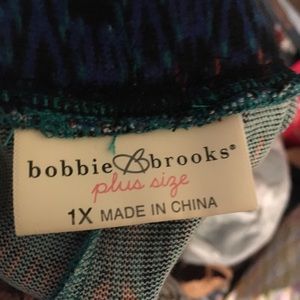 bobbie brooks®
plus size
1X MADE IN CHINA